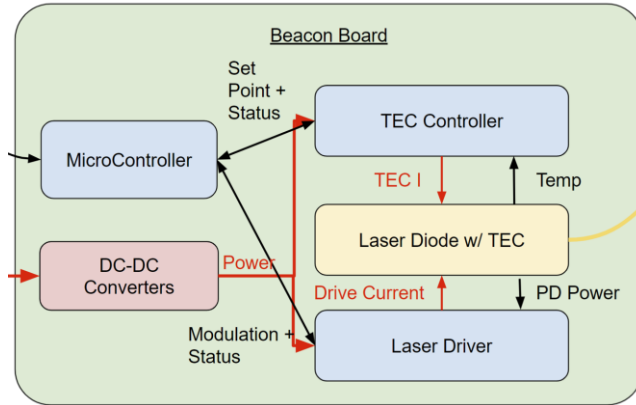 Beacon Board
Set
Point +
Status
TEC Controller
MicroController
TEC I
Temp
Laser Diode w/ TEC
DC-DC
Converters
Power
Drive Current
PD Power
Modulation +
Status
Laser Driver